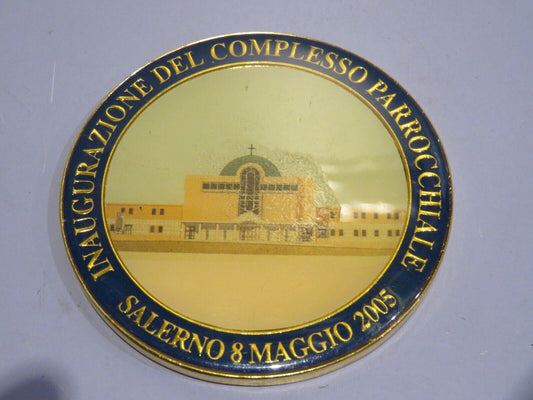 INAUGURAZIONE DEL COMPLESSO PARROCCHIALE
SALERNO 8 MAGGIO 2005